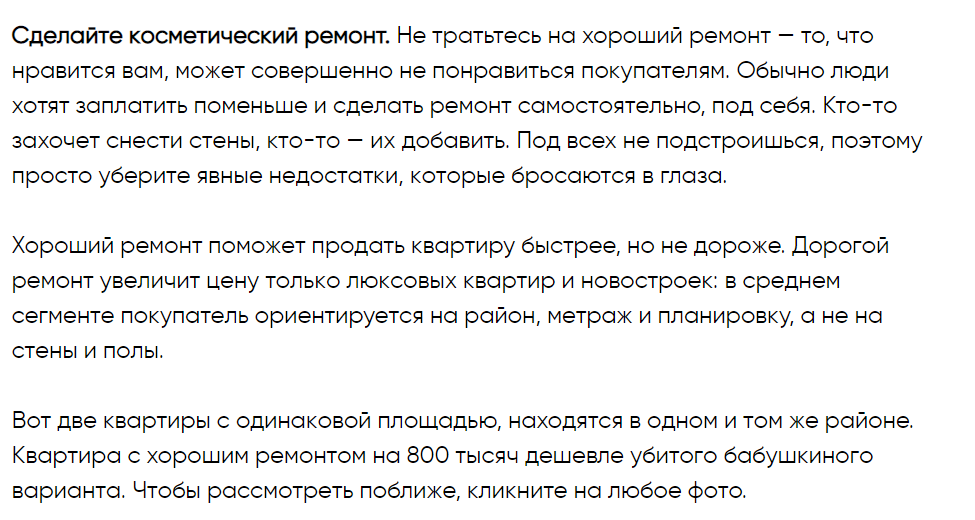 Сделайте косметический ремонт. Не тратьтесь на хороший ремонт — то, что
нравится вам, может совершенно не понравиться покупателям. Обычно люди
хотят заплатить поменьше и сделать ремонт самостоятельно, под себя. Кто-то
захочет снести стены, кто-то — их добавить. Под всех не подстроишься, поэтому
просто уберите явные недостатки, которые бросаются в глаза.
Хороший ремонт поможет продать квартиру быстрее, но не дороже. Дорогой
ремонт увеличит цену только люксовых квартир и новостроек: в среднем
сегменте покупатель ориентируется на район, метраж и планировку, а не на
стены и полы.
Вот две квартиры с одинаковой площадью, находятся в одном и том же районе.
Квартира с хорошим ремонтом на 800 тысяч дешевле убитого бабушкиного
варианта. Чтобы рассмотреть поближе, кликните на любое фото.